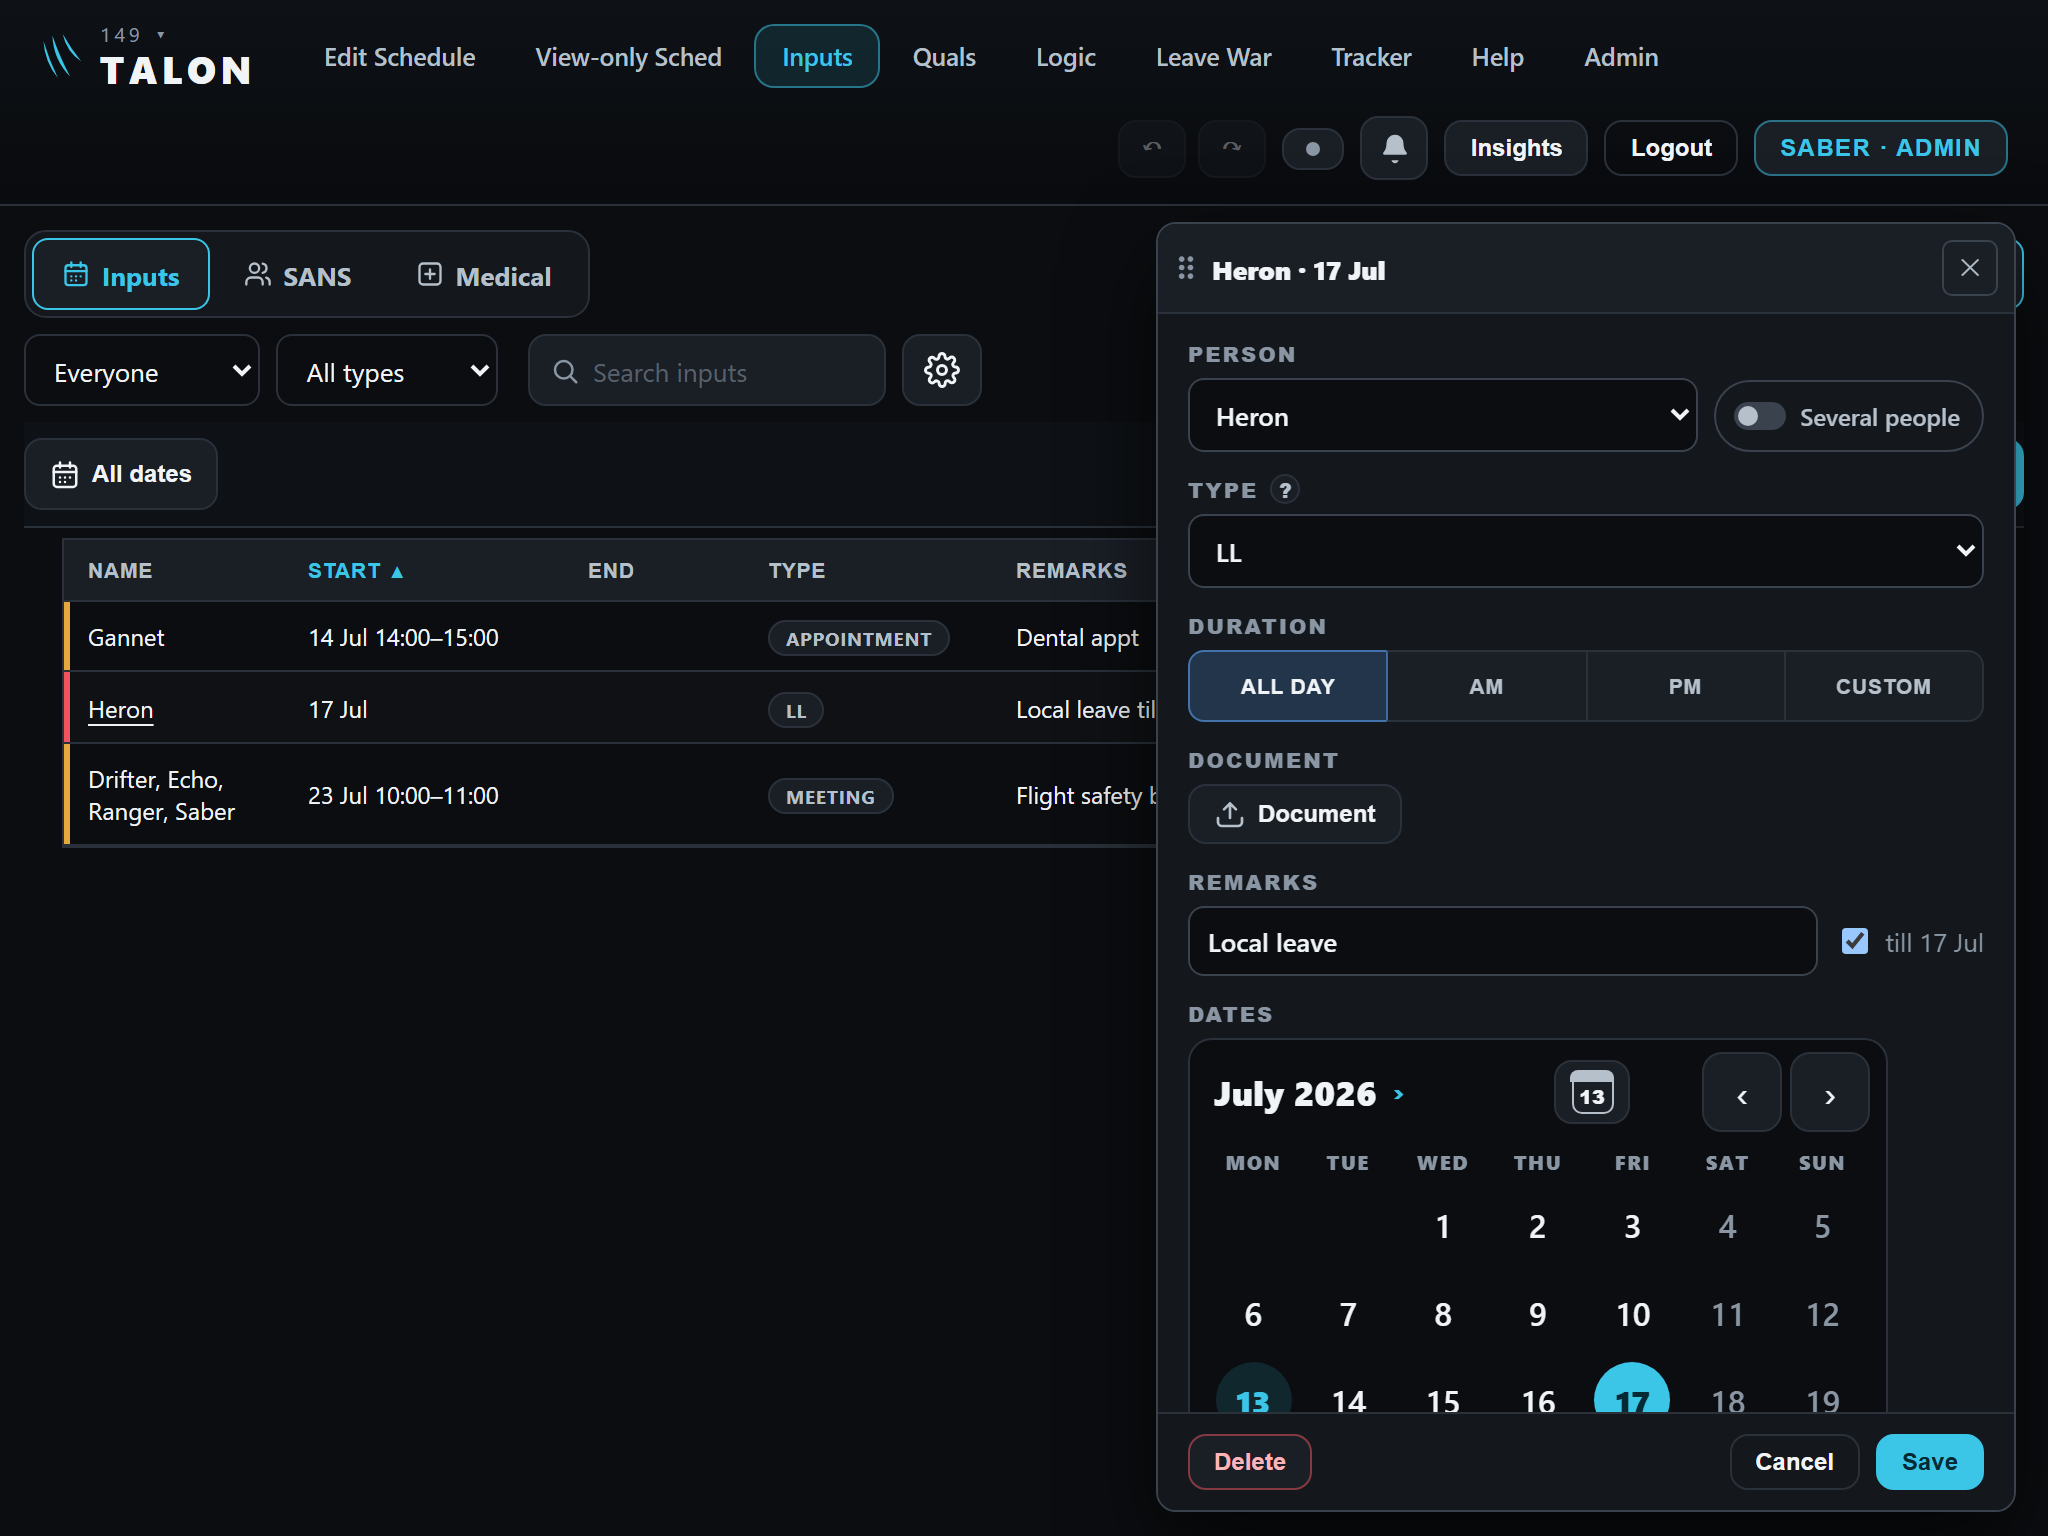 149 ▾
TALON
Edit Schedule
View-only Sched
Inputs
Quals
Logic
Leave War
Tracker
Help
Admin
Insights
Logout
SABER · ADMIN
Inputs
SANS
Medical
Everyone
All types
Search inputs
All dates
NAME START ▲ END TYPE REMARKS
Gannet 14 Jul 14:00–15:00 APPOINTMENT Dental appt
Heron 17 Jul LL Local leave til
Drifter, Echo,
Ranger, Saber 23 Jul 10:00–11:00 MEETING Flight safety
Heron · 17 Jul
PERSON
Heron
Several people
TYPE ?
LL
DURATION
ALL DAY AM PM CUSTOM
DOCUMENT
Document
REMARKS
Local leave
till 17 Jul
DATES
July 2026 ›
13
‹ ›
MON TUE WED THU FRI SAT SUN
1 2 3 4 5
6 7 8 9 10 11 12
13 14 15 16 17 18 19
Delete
Cancel
Save